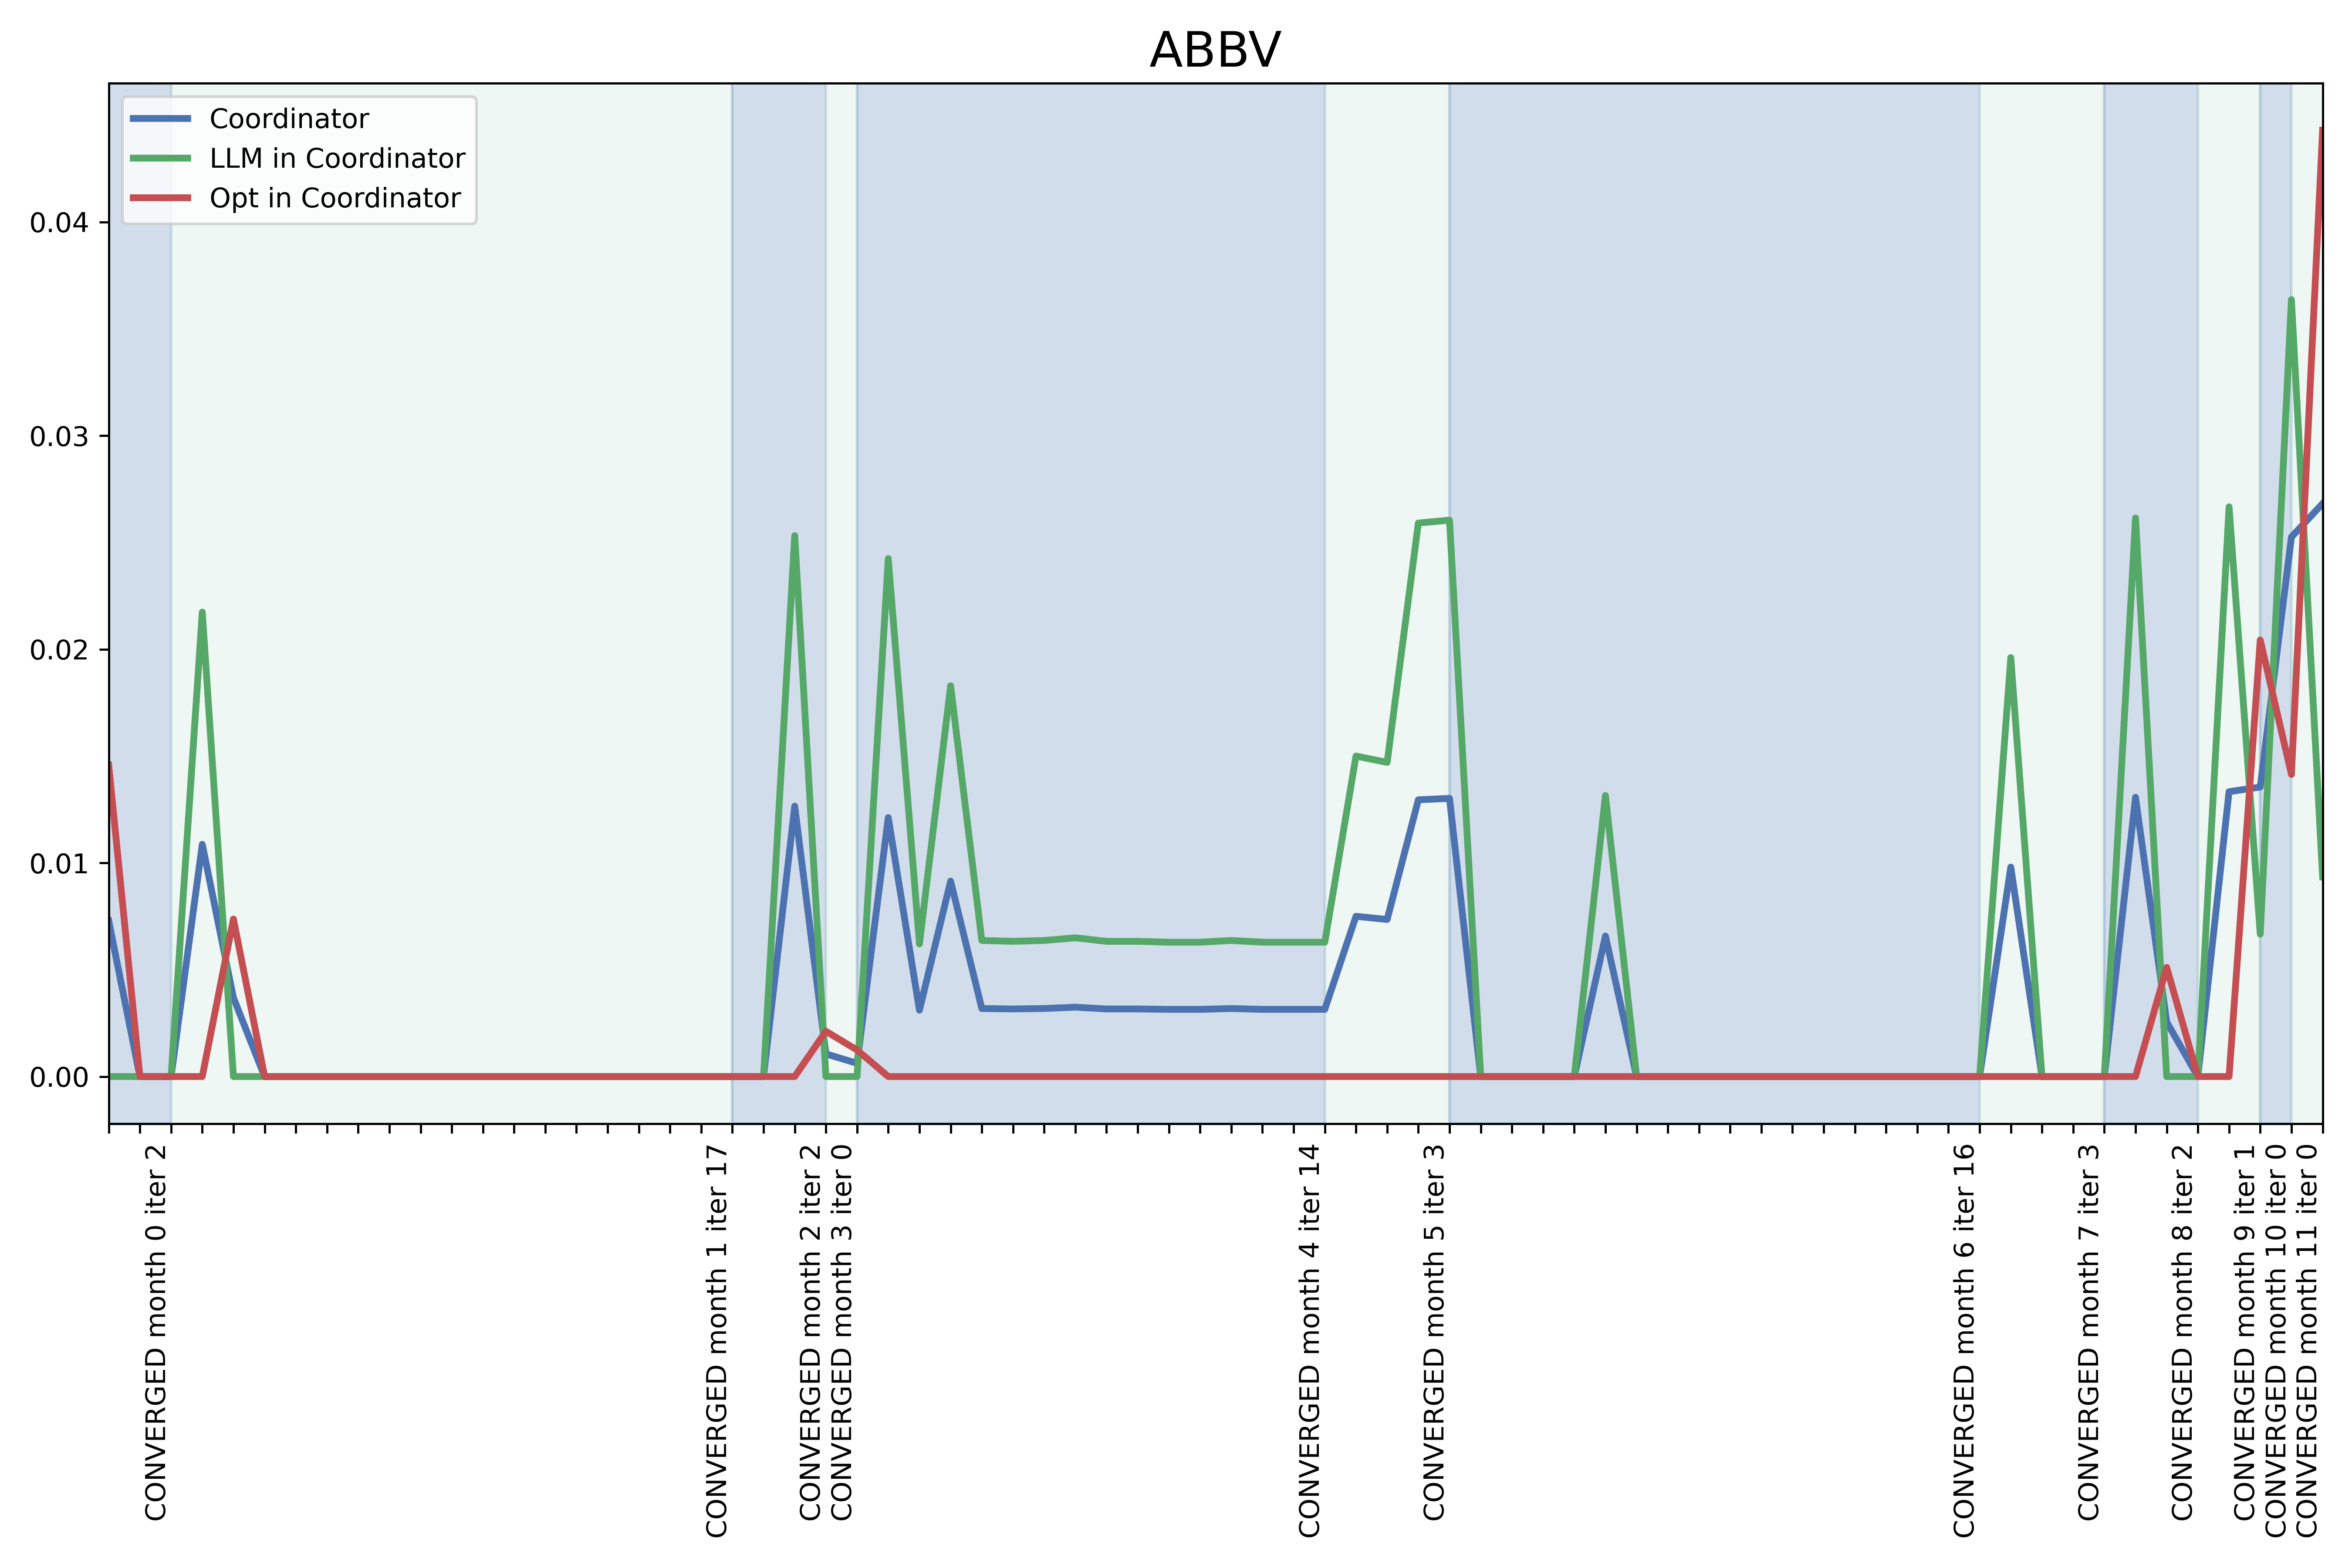 ABBV
Coordinator
LLM in Coordinator
Opt in Coordinator
0.04
0.03
0.02
0.01
0.00
CONVERGED month 0 iter 2
CONVERGED month 1 iter 17
CONVERGED month 2 iter 2
CONVERGED month 3 iter 0
CONVERGED month 4 iter 14
CONVERGED month 5 iter 3
CONVERGED month 6 iter 16
CONVERGED month 7 iter 3
CONVERGED month 8 iter 2
CONVERGED month 9 iter 1
CONVERGED month 10 iter 0
CONVERGED month 11 iter 0